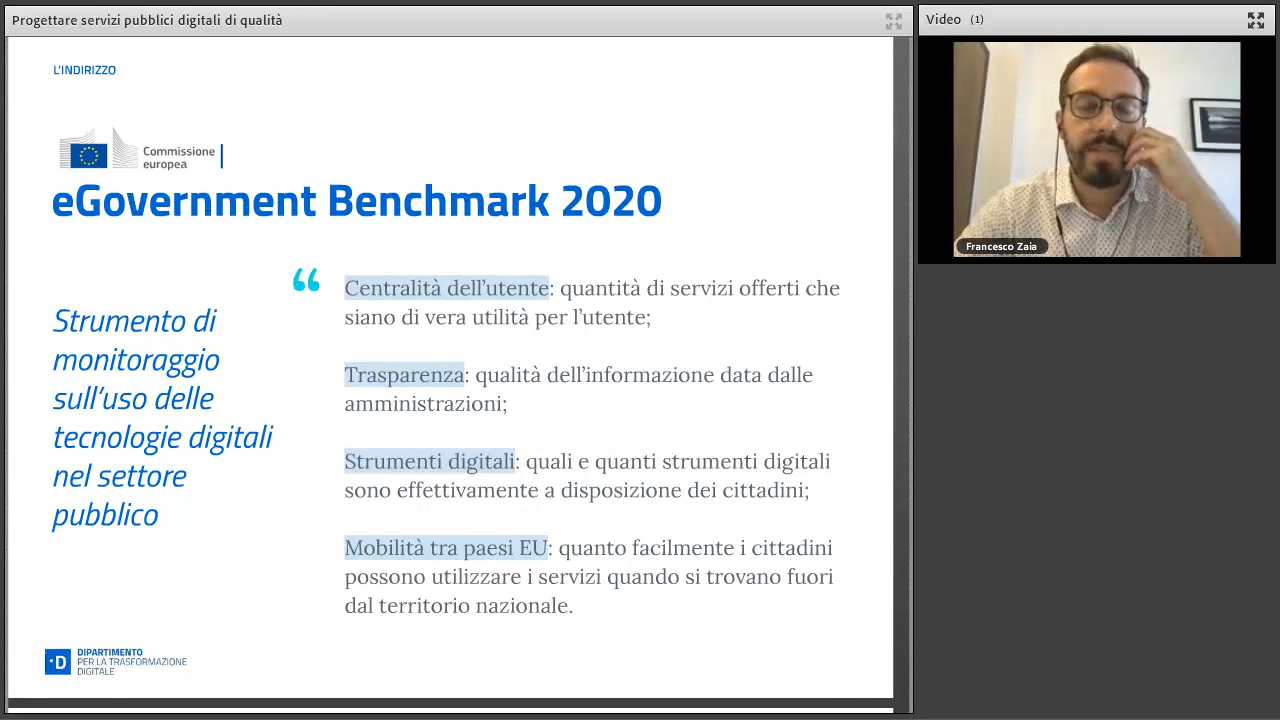 Progettare servizi pubblici digitali di qualità
Video (1)
L'INDIRIZZO
Commissione
europea
eGovernment Benchmark 2020
Strumento di
monitoraggio
sull'uso delle
tecnologie digitali
nel settore
pubblico
“
Centralità dell'utente: quantità di servizi offerti che
siano di vera utilità per l'utente;
Trasparenza: qualità dell'informazione data dalle
amministrazioni;
Strumenti digitali: quali e quanti strumenti digitali
sono effettivamente a disposizione dei cittadini;
Mobilità tra paesi EU: quanto facilmente i cittadini
possono utilizzare i servizi quando si trovano fuori
dal territorio nazionale.
Francesco Zaia
·D
DIPARTIMENTO
PER LA TRASFORMAZIONE
DIGITALE